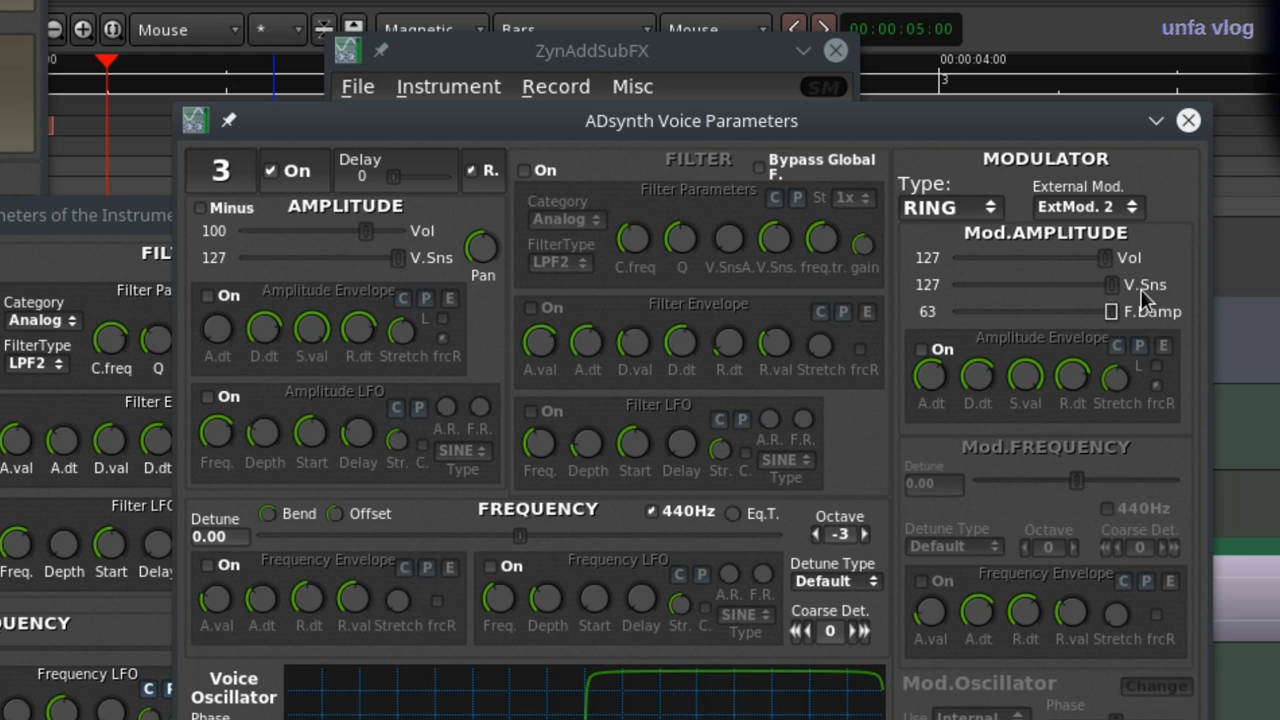 Mouse * Magnetic Bars Mouse 00:00:05:00 unfa vlog
ZynAddSubFX
00:00:04:00
3
File Instrument Record Misc SM
ADsynth Voice Parameters
3 On Delay 0 R.
Minus AMPLITUDE
100 Vol
127 V.Sns
Pan
On Amplitude Envelope C P E
L
A.dt D.dt S.val R.dt Stretch frcR
On Amplitude LFO C P
A.R. F.R.
SINE
Freq. Depth Start Delay Str. C. Type
On FILTER Bypass Global F.
Filter Parameters C P St 1x
Category
Analog
FilterType
LPF2
C.freq Q V.SnsA. V.Sns. freq.tr. gain
On Filter Envelope C P E
A.val A.dt D.val D.dt R.dt R.val Stretch frcR
On Filter LFO C P
A.R. F.R.
SINE
Freq. Depth Start Delay Str. C. Type
MODULATOR
Type: External Mod.
RING ExtMod. 2
Mod.AMPLITUDE
127 Vol
127 V.Sns
63 F.Damp
On Amplitude Envelope C P E
L
A.dt D.dt S.val R.dt Stretch frcR
Mod.FREQUENCY
Detune
0.00
440Hz
Detune Type Octave Coarse Det.
Default 0 0
On Frequency Envelope C P E
A.val A.dt R.dt R.val Stretch frcR
Mod.Oscillator Change
Phase
Use Internal
Detune Bend Offset FREQUENCY 440Hz Eq.T. Octave
0.00 -3
On Frequency Envelope C P E
A.val A.dt R.dt R.val Stretch frcR
On Frequency LFO C P
A.R. F.R.
SINE
Freq. Depth Start Delay Str. C. Type
Detune Type
Default
Coarse Det.
0
Voice
Oscillator
Phase
meters of the Instrume
FIL
Filter Pa
Category
Analog
FilterType
LPF2
C.freq Q
Filter E
A.val A.dt D.val D.dt
Filter LFO
Freq. Depth Start Delay
QUENCY
Frequency LFO
C P